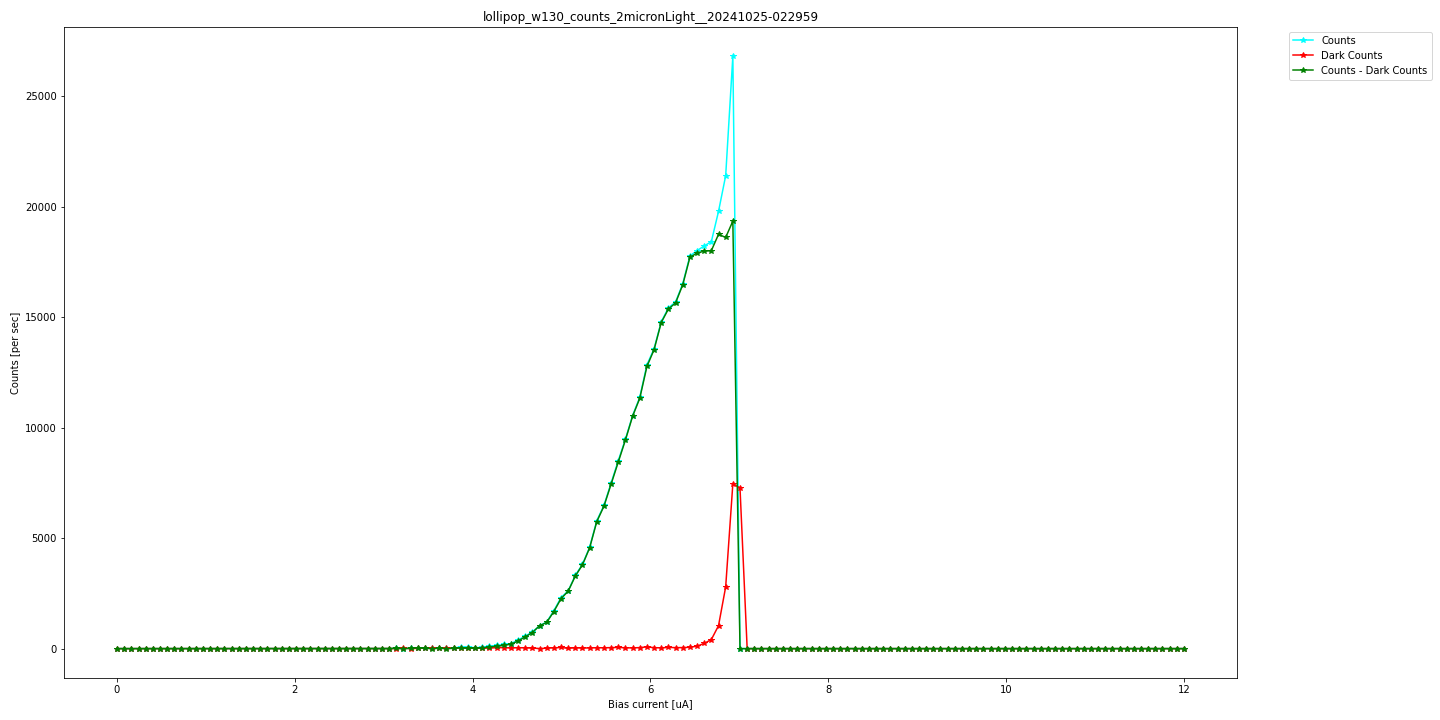 lollipop_w130_counts_2micronLight__20241025-022959
Counts
Dark Counts
Counts - Dark Counts
Counts [per sec]
25000
20000
15000
10000
5000
0
0 2 4 6 8 10 12
Bias current [uA]